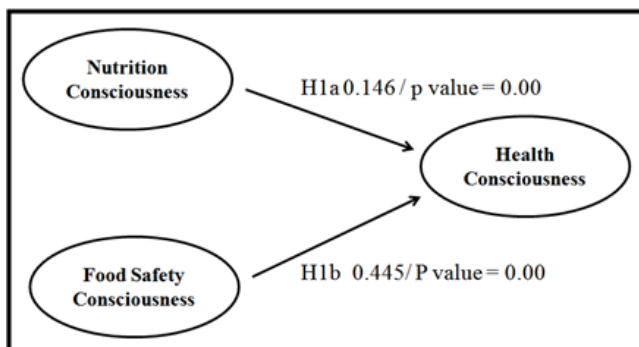 Nutrition
Consciousness
H1a 0.146 / p value = 0.00
Health
Consciousness
Food Safety
Consciousness
H1b 0.445/ P value = 0.00